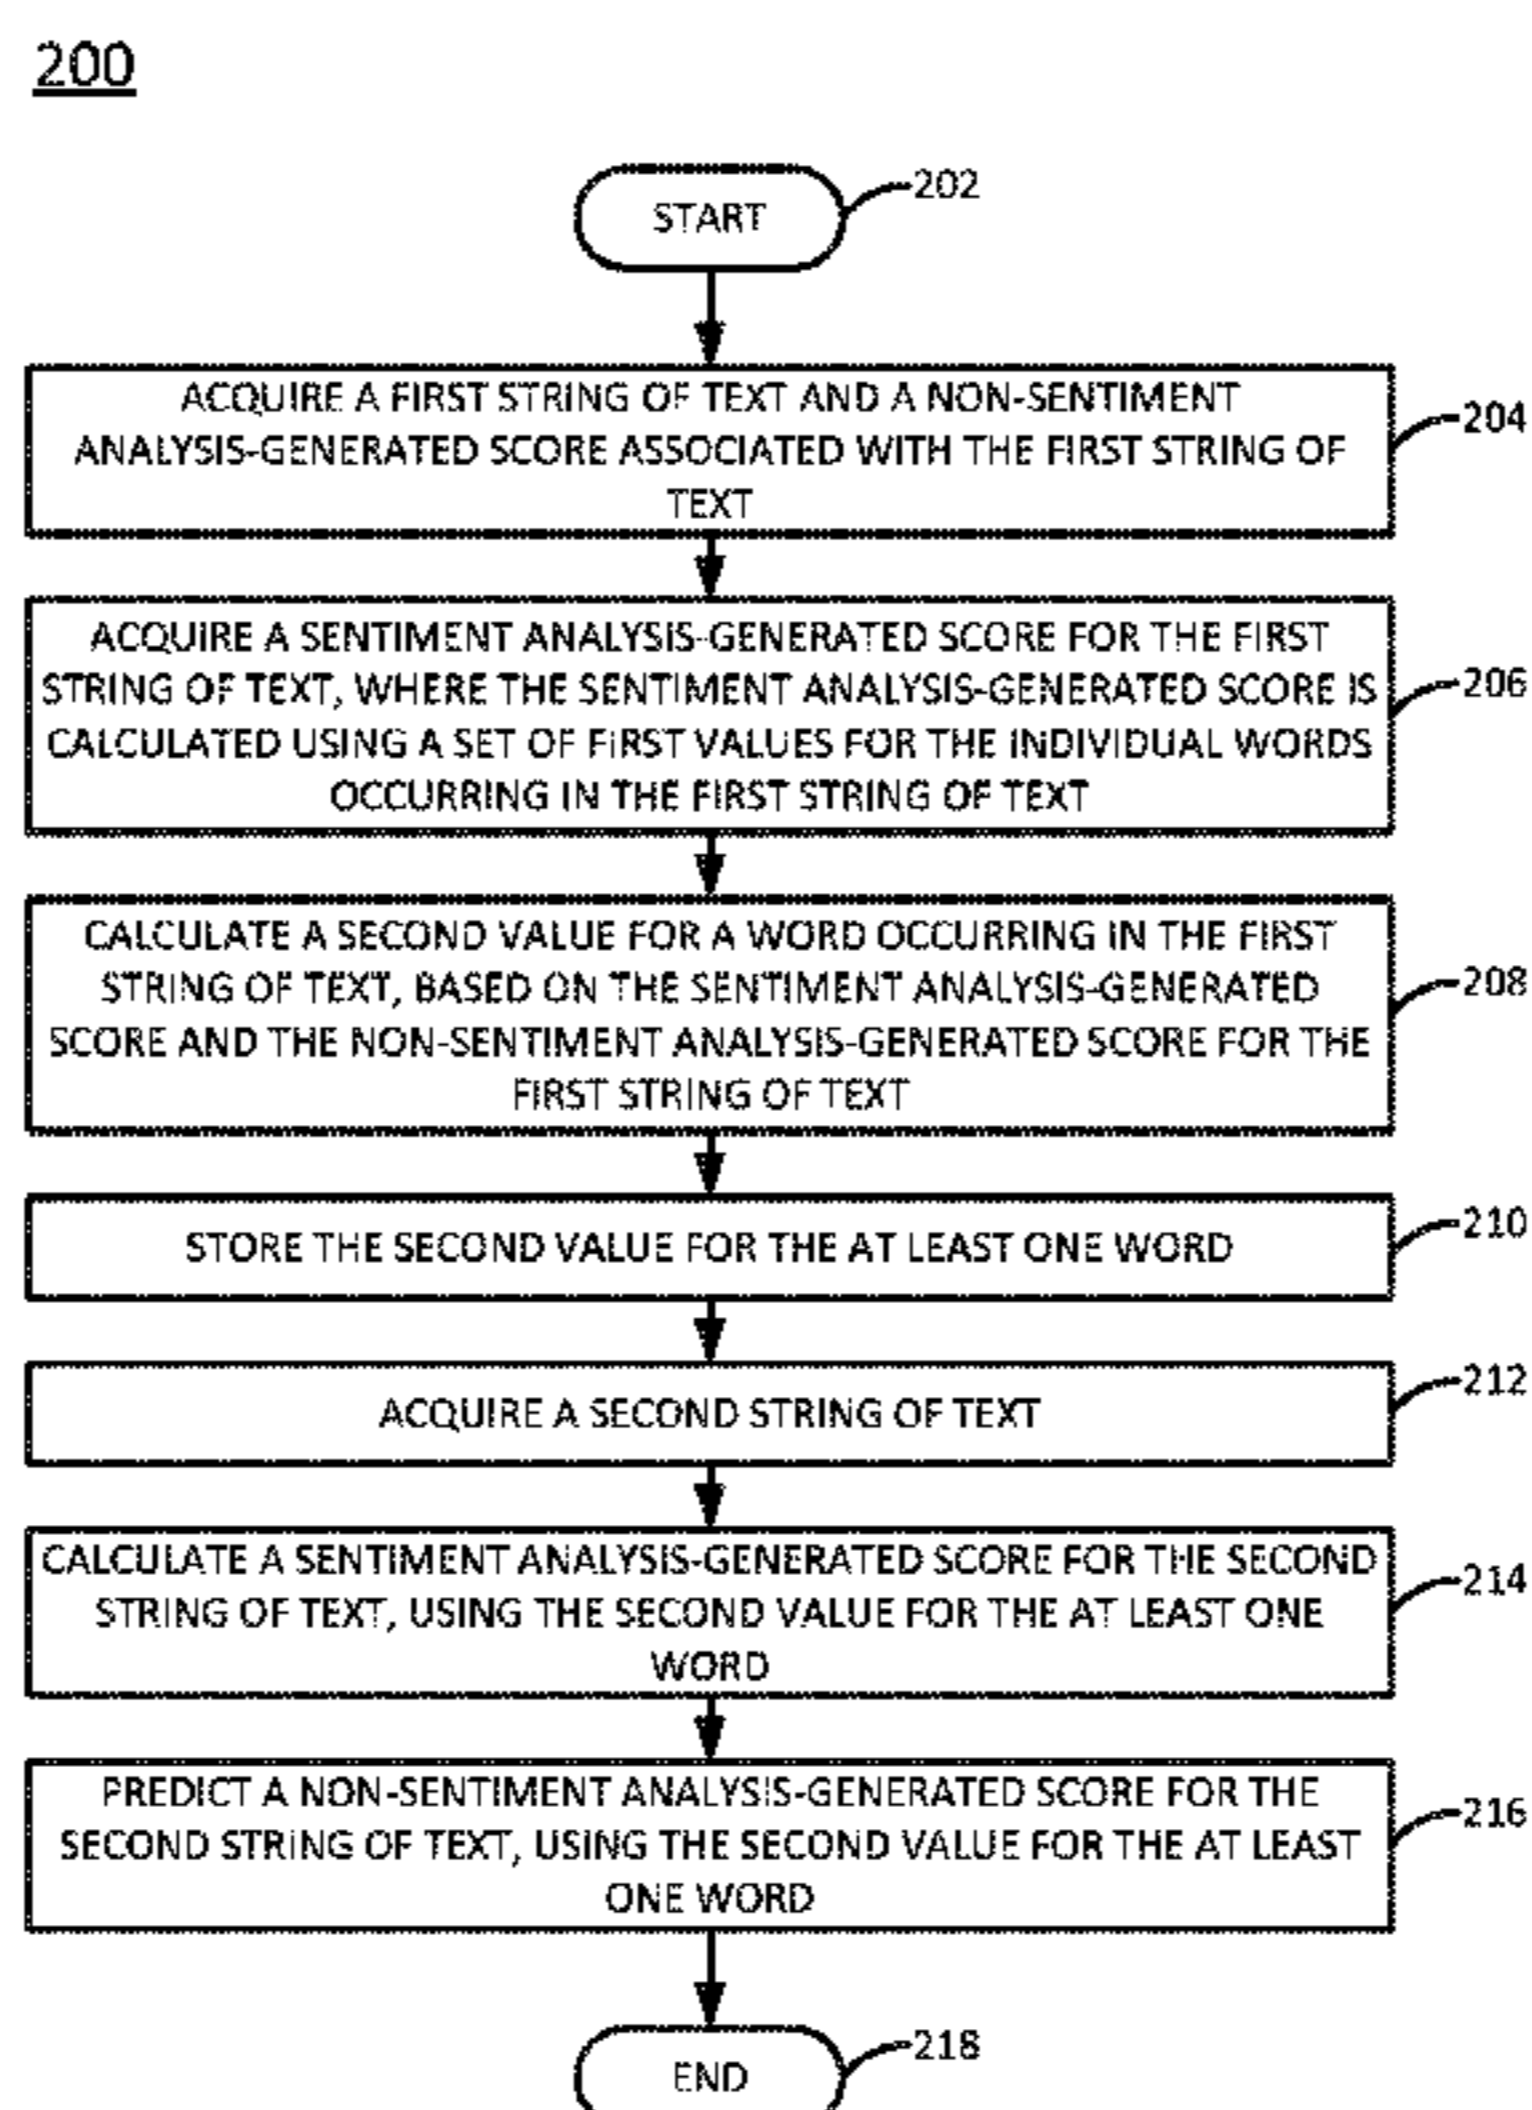 200
START
202
ACQUIRE A FIRST STRING OF TEXT AND A NON-SENTIMENT
ANALYSIS-GENERATED SCORE ASSOCIATED WITH THE FIRST STRING OF
TEXT
204
ACQUIRE A SENTIMENT ANALYSIS-GENERATED SCORE FOR THE FIRST
STRING OF TEXT, WHERE THE SENTIMENT ANALYSIS-GENERATED SCORE IS
CALCULATED USING A SET OF FIRST VALUES FOR THE INDIVIDUAL WORDS
OCCURRING IN THE FIRST STRING OF TEXT
206
CALCULATE A SECOND VALUE FOR A WORD OCCURRING IN THE FIRST
STRING OF TEXT, BASED ON THE SENTIMENT ANALYSIS-GENERATED
SCORE AND THE NON-SENTIMENT ANALYSIS-GENERATED SCORE FOR THE
FIRST STRING OF TEXT
208
STORE THE SECOND VALUE FOR THE AT LEAST ONE WORD
210
ACQUIRE A SECOND STRING OF TEXT
212
CALCULATE A SENTIMENT ANALYSIS-GENERATED SCORE FOR THE SECOND
STRING OF TEXT, USING THE SECOND VALUE FOR THE AT LEAST ONE
WORD
214
PREDICT A NON-SENTIMENT ANALYSIS-GENERATED SCORE FOR THE
SECOND STRING OF TEXT, USING THE SECOND VALUE FOR THE AT LEAST
ONE WORD
216
END
218